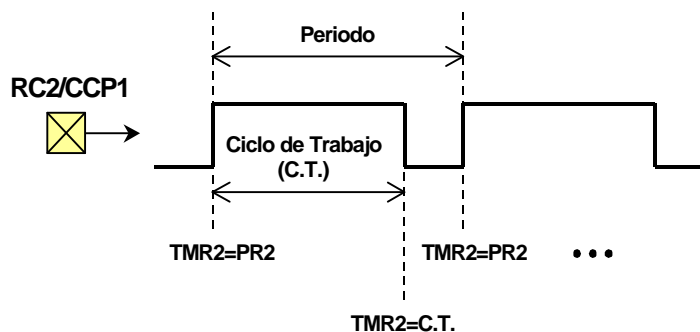 Periodo
RC2/CCP1
Ciclo de Trabajo
(C.T.)
TMR2=PR2
TMR2=PR2
TMR2=C.T.